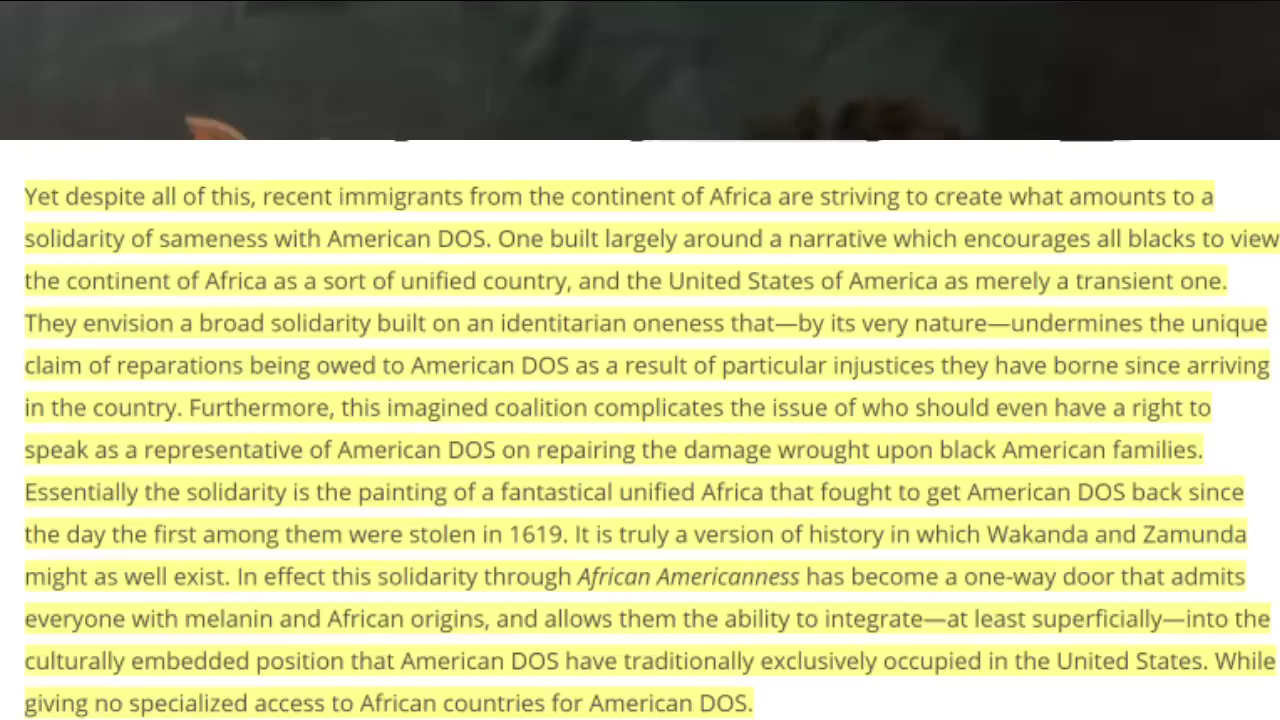 Yet despite all of this, recent immigrants from the continent of Africa are striving to create what amounts to a
solidarity of sameness with American DOS. One built largely around a narrative which encourages all blacks to view
the continent of Africa as a sort of unified country, and the United States of America as merely a transient one.
They envision a broad solidarity built on an identitarian oneness that—by its very nature—undermines the unique
claim of reparations being owed to American DOS as a result of particular injustices they have borne since arriving
in the country. Furthermore, this imagined coalition complicates the issue of who should even have a right to
speak as a representative of American DOS on repairing the damage wrought upon black American families.
Essentially the solidarity is the painting of a fantastical unified Africa that fought to get American DOS back since
the day the first among them were stolen in 1619. It is truly a version of history in which Wakanda and Zamunda
might as well exist. In effect this solidarity through African Americanness has become a one-way door that admits
everyone with melanin and African origins, and allows them the ability to integrate—at least superficially—into the
culturally embedded position that American DOS have traditionally exclusively occupied in the United States. While
giving no specialized access to African countries for American DOS.